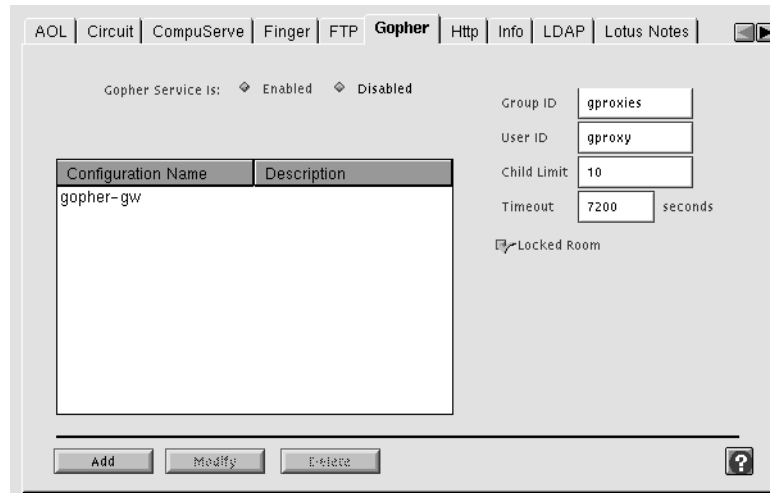 AOL Circuit CompuServe Finger FTP Gopher Http Info LDAP Lotus Notes
Gopher Service Is: Enabled Disabled
Group ID gproxies
User ID gproxy
Child Limit 10
Timeout 7200 seconds
Locked Room
Configuration Name Description
gopher-gw
Add Modify Delete ?